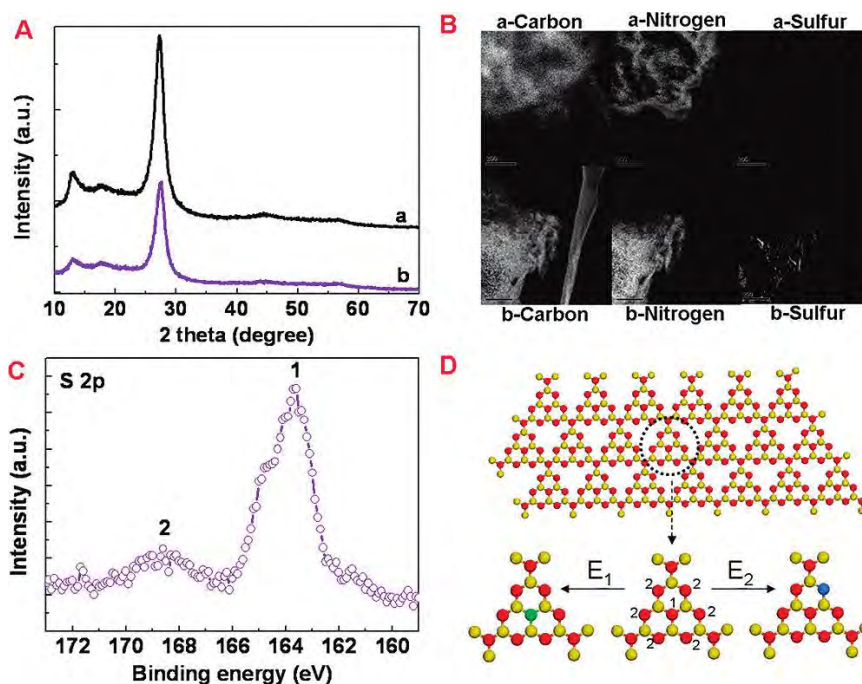 A
Intensity (a.u.)
a
b
10 20 30 40 50 60 70
2 theta (degree)
B
a-Carbon a-Nitrogen a-Sulfur
b-Carbon b-Nitrogen b-Sulfur
C
S 2p
1
2
Intensity (a.u.)
172 170 168 166 164 162 160
Binding energy (eV)
D
E1 E2
2 2
1
2 2
2 2